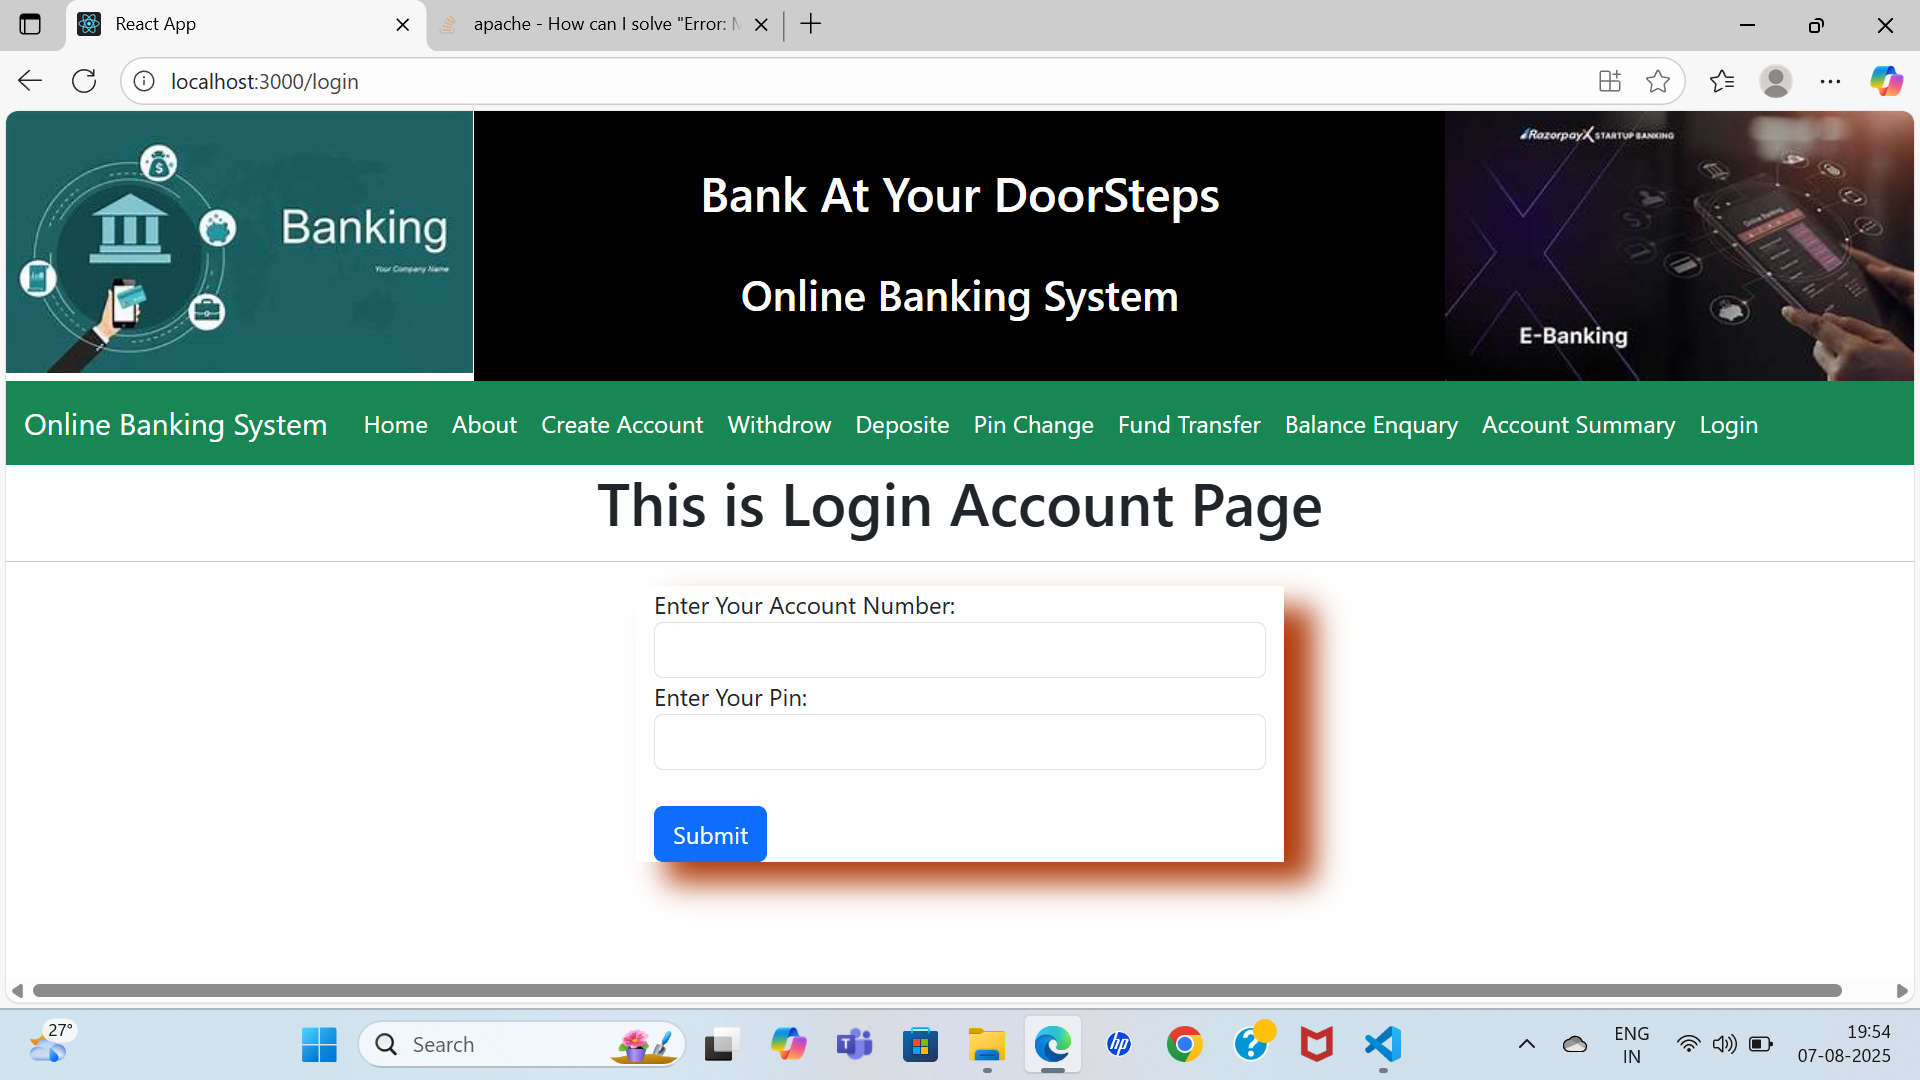 React App
apache - How can I solve "Error: M
localhost:3000/login
Banking
Your Company Name
Bank At Your DoorSteps
Online Banking System
RazorpayX STARTUP BANKING
Online Banking
E-Banking
Online Banking System Home About Create Account Withdrow Deposite Pin Change Fund Transfer Balance Enquary Account Summary Login
This is Login Account Page
Enter Your Account Number:
Enter Your Pin:
Submit
27°
Search
hp
ENG
IN
19:54
07-08-2025